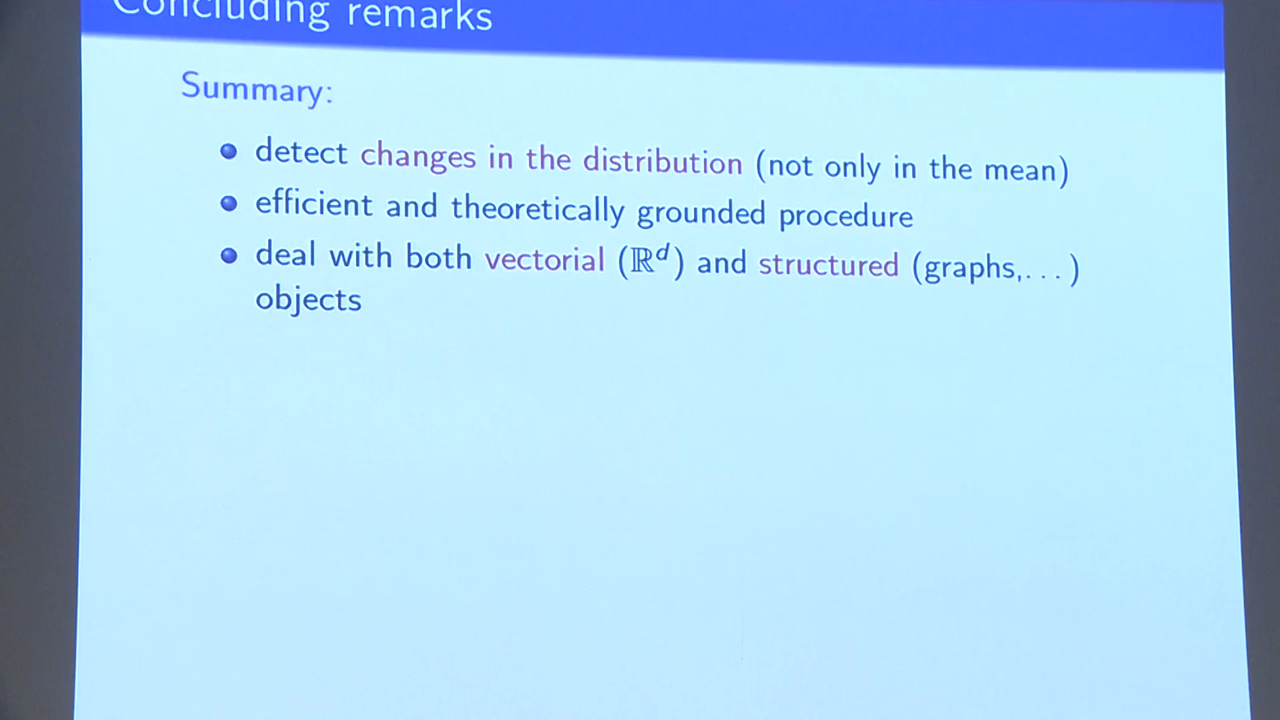 Concluding remarks
Summary:
detect changes in the distribution (not only in the mean)
efficient and theoretically grounded procedure
deal with both vectorial (ℝᵈ) and structured (graphs,...)
objects